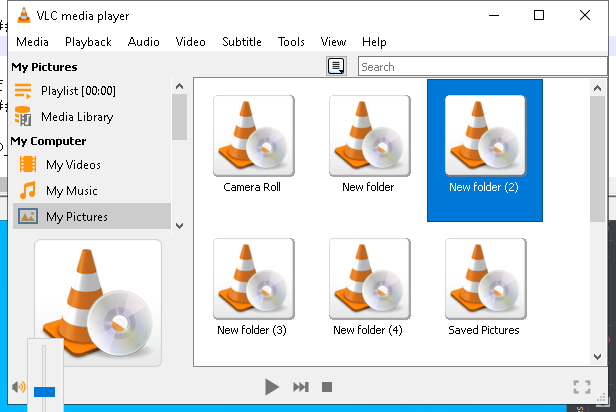 VLC media player
Media Playback Audio Video Subtitle Tools View Help
My Pictures
Playlist [00:00]
Media Library
My Computer
My Videos
My Music
My Pictures
Search
Camera Roll
New folder
New folder (2)
New folder (3)
New folder (4)
Saved Pictures